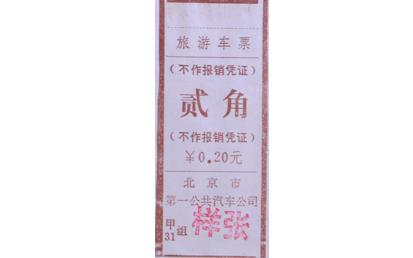 旅游车票
（不作报销凭证）
贰角
（不作报销凭证）
￥0.20元
北京市
第一公共汽车公司
甲组
31
样张